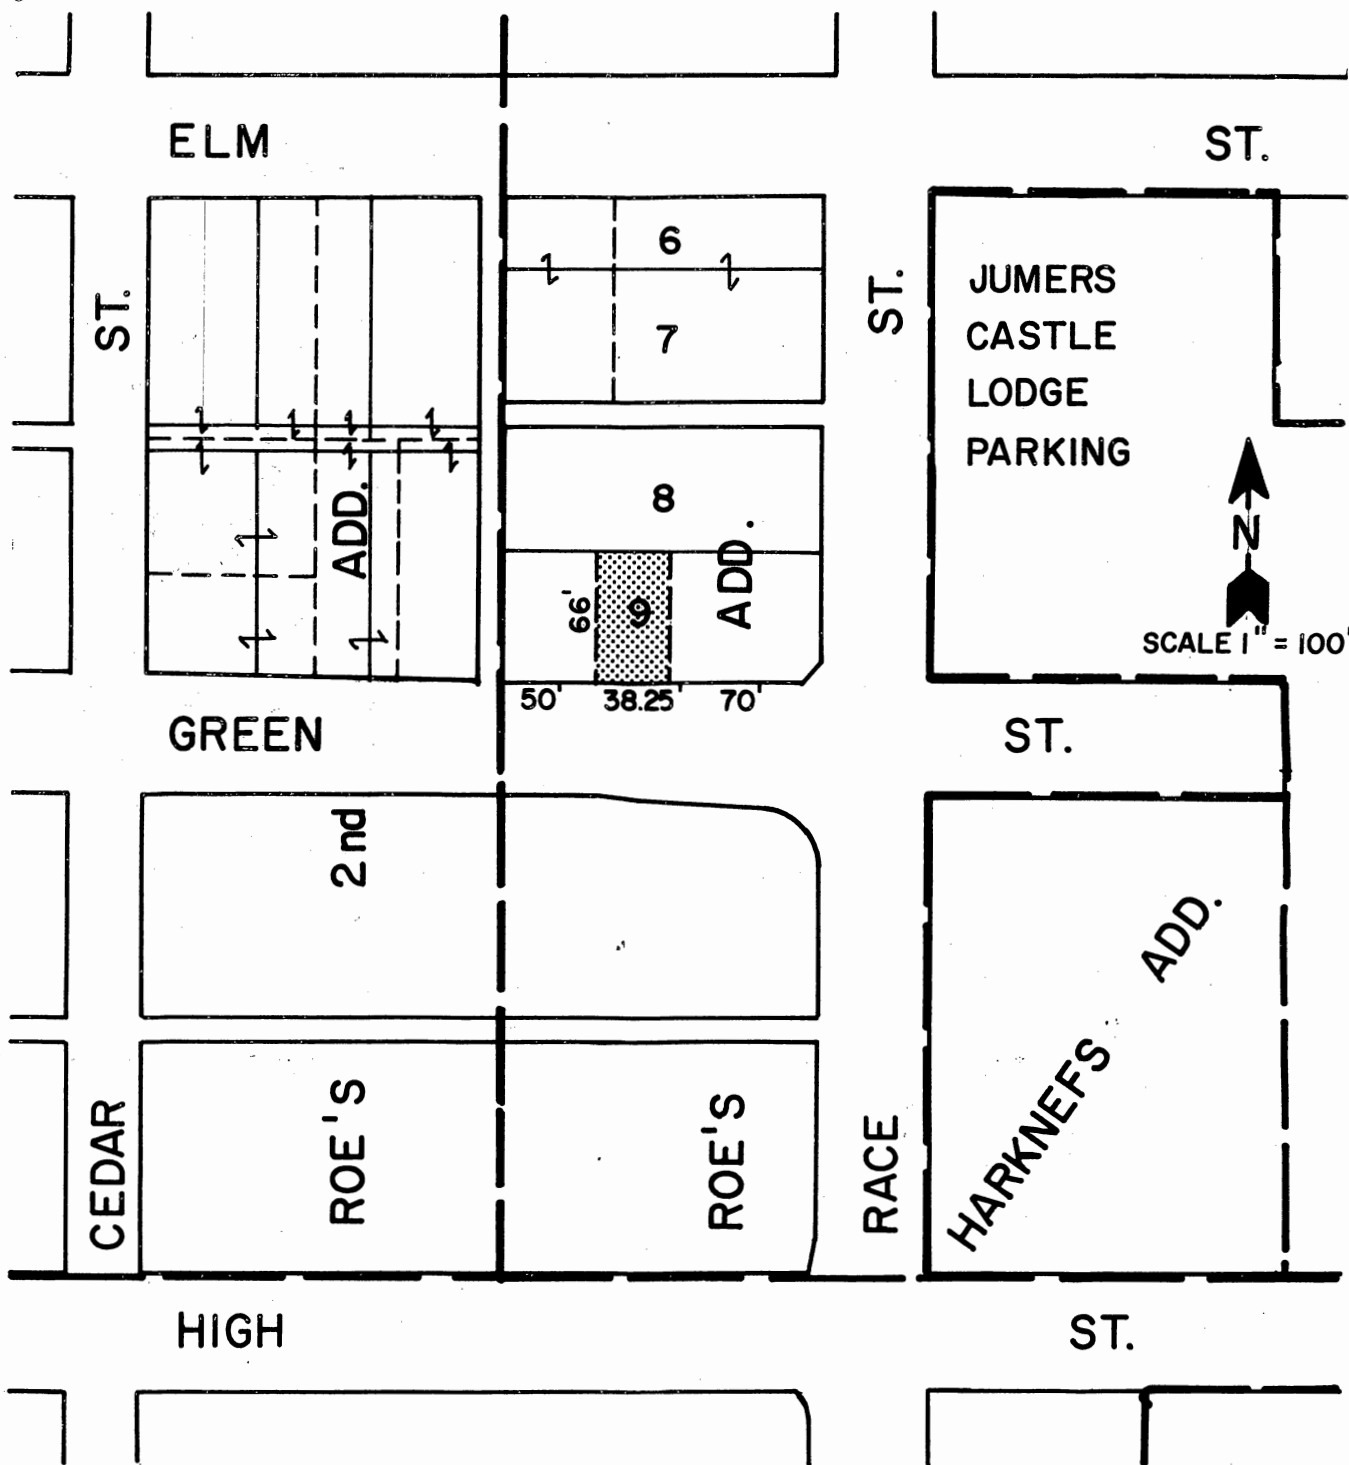 ELM ST.
ST.
6
7
ST.
JUMERS
CASTLE
LODGE
PARKING
N
SCALE 1" = 100'
ADD.
8
9
66'
ADD.
50' 38.25' 70'
GREEN ST.
2nd
ADD.
HARKNEFS
CEDAR
ROE'S
ROE'S
RACE
HIGH ST.